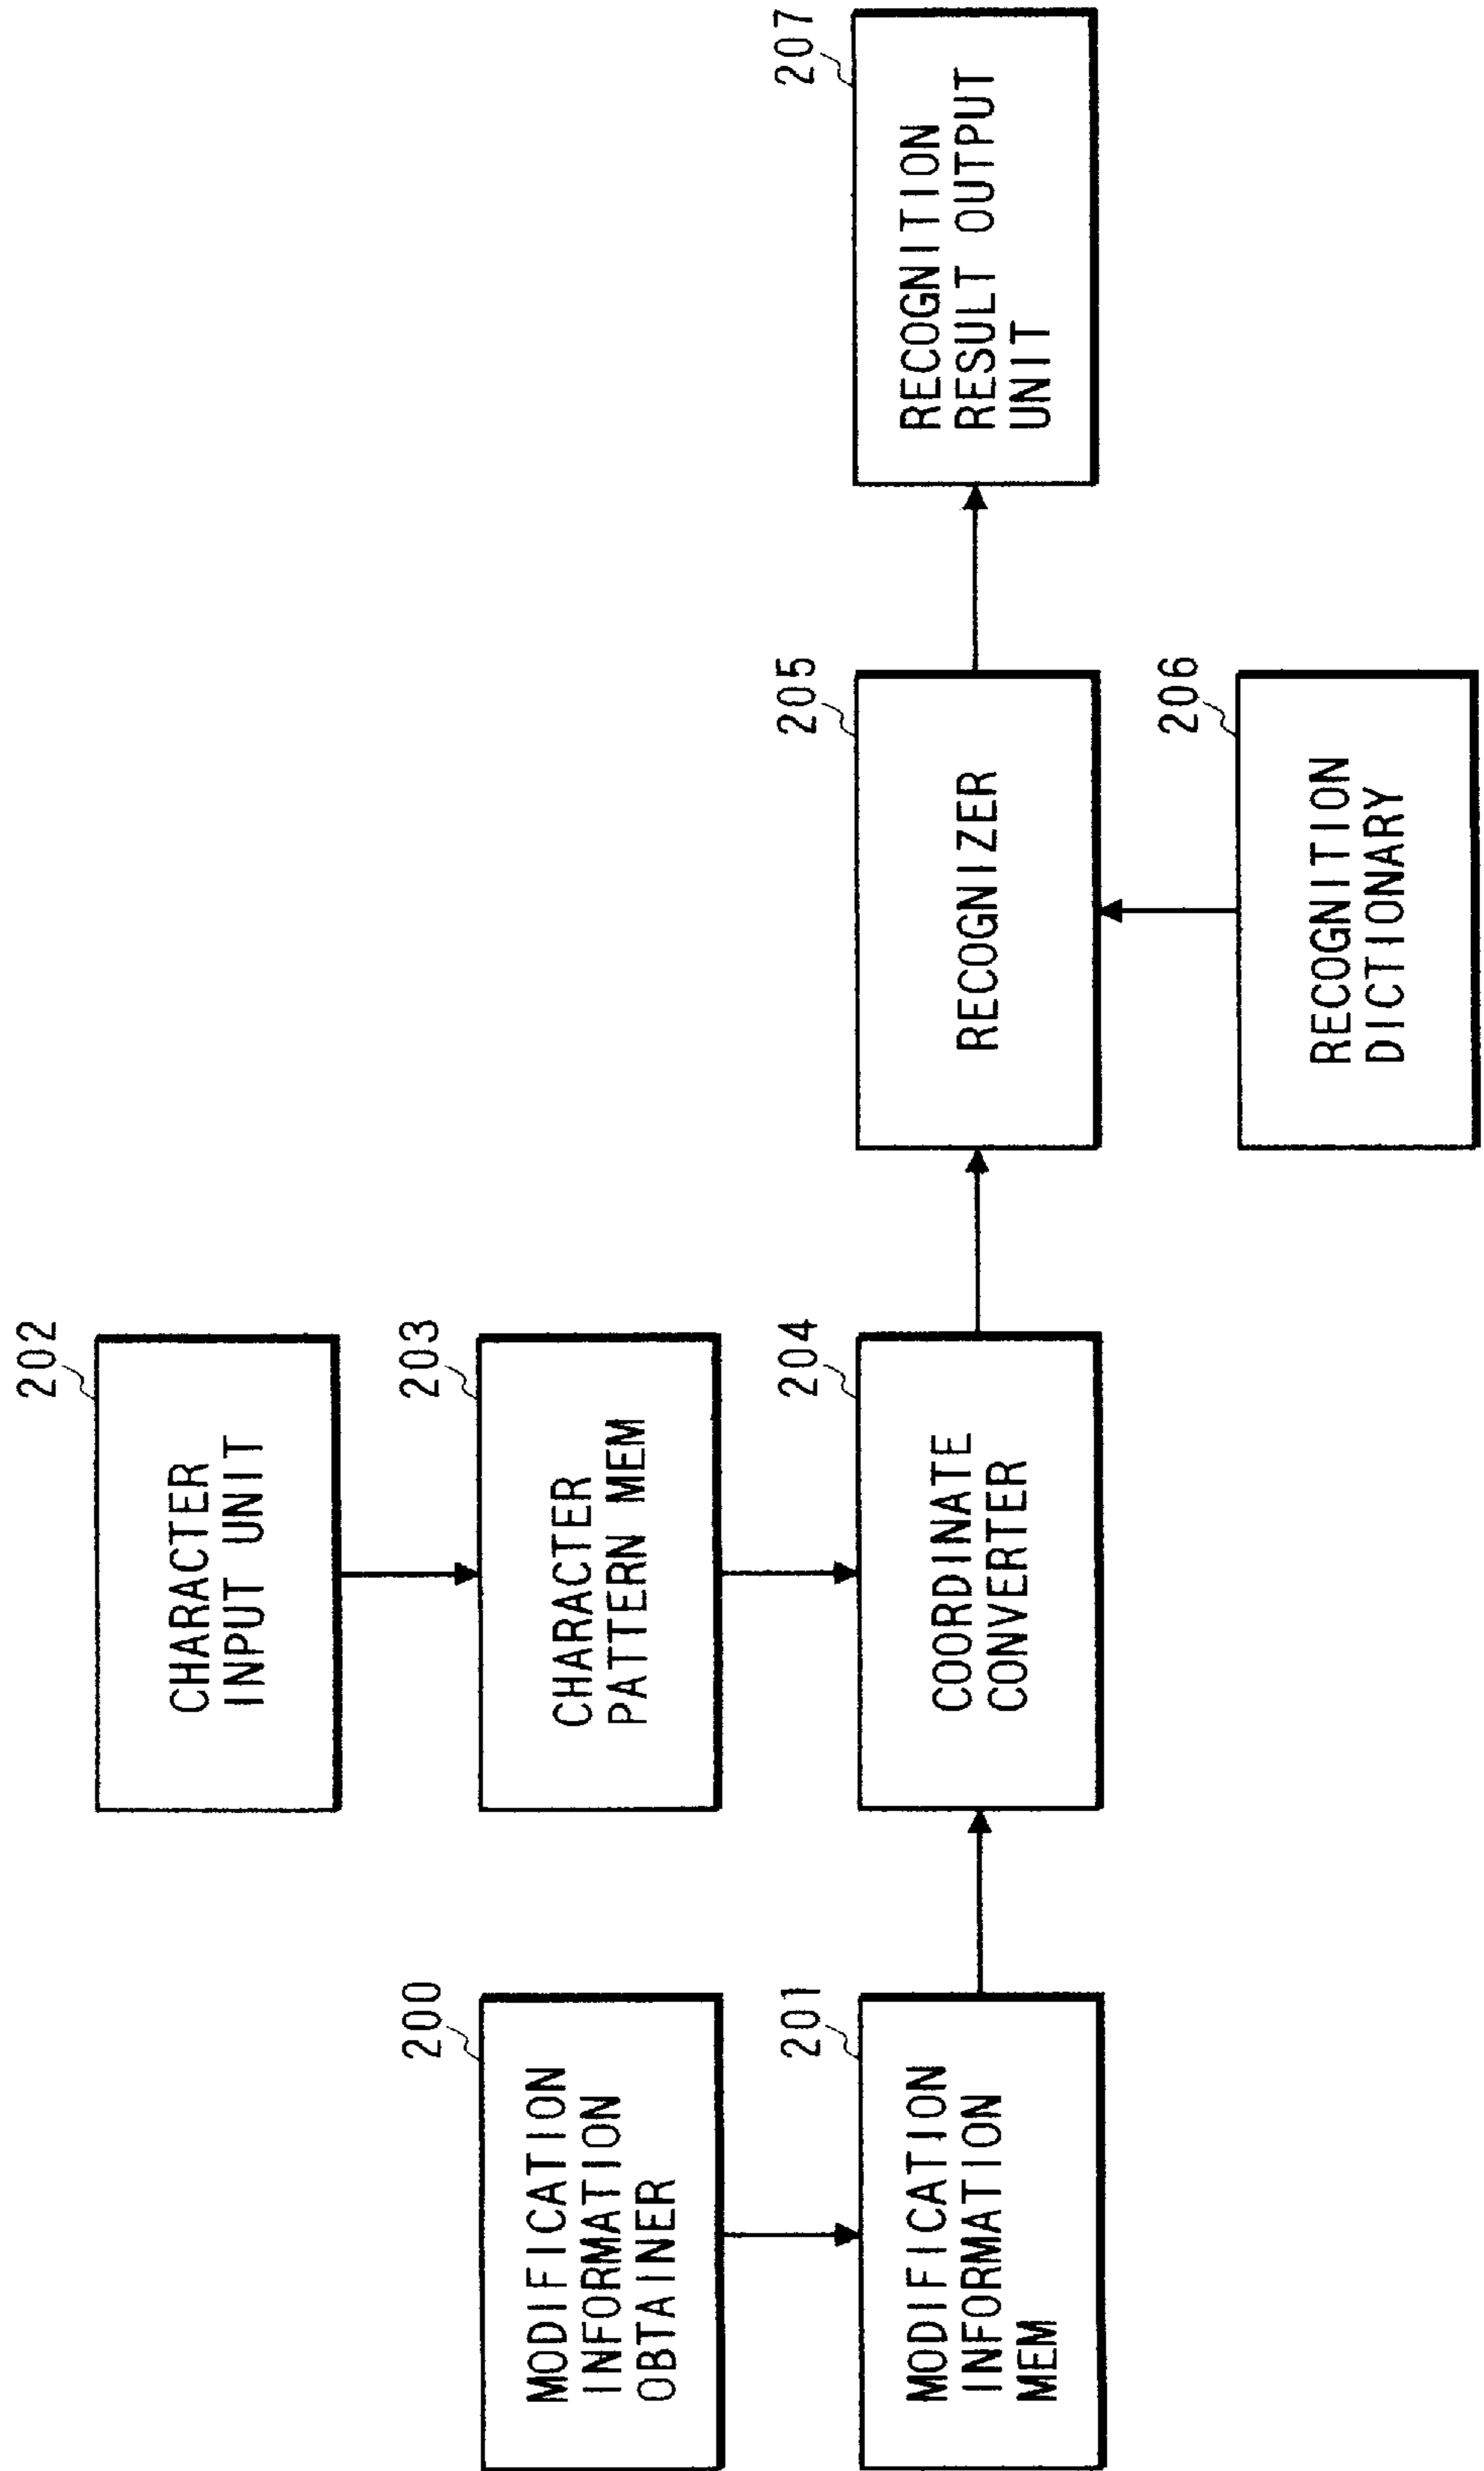 202
CHARACTER
INPUT UNIT
200
MODIFICATION
INFORMATION
OBTAINER
203
CHARACTER
PATTERN MEM
201
MODIFICATION
INFORMATION
MEM
204
COORDINATE
CONVERTER
205
RECOGNIZER
207
RECOGNITION
RESULT OUTPUT
UNIT
206
RECOGNITION
DICTIONARY